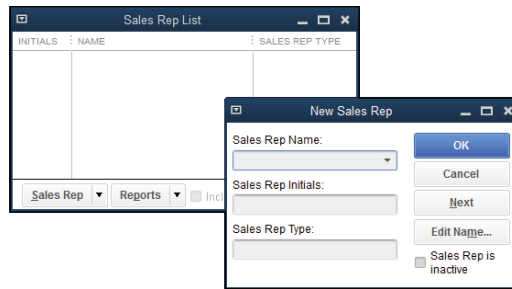 Sales Rep List
INITIALS NAME SALES REP TYPE
Sales Rep Reports
New Sales Rep
Sales Rep Name:
OK
Cancel
Sales Rep Initials:
Next
Sales Rep Type:
Edit Name...
Sales Rep is
inactive